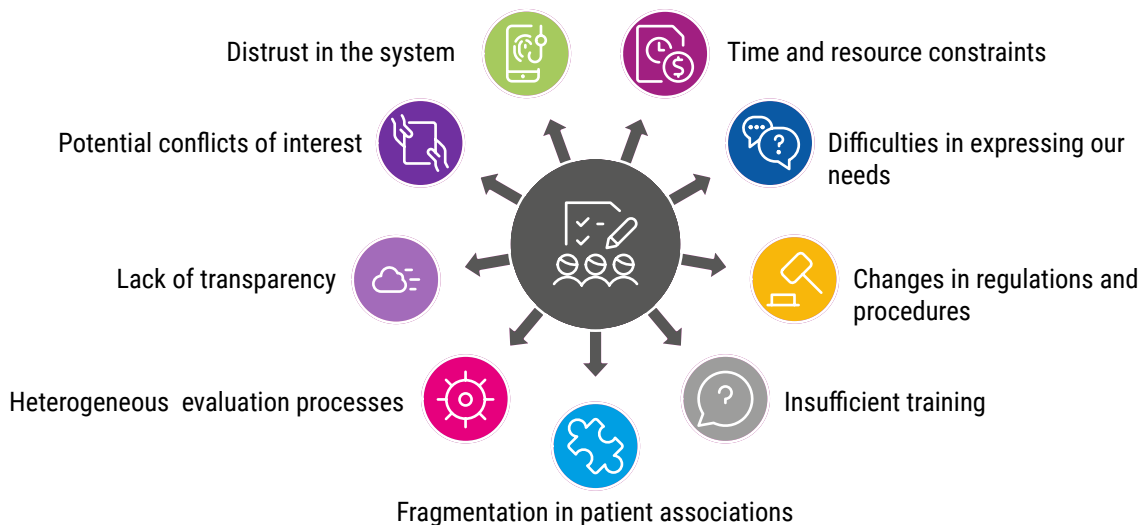 Distrust in the system
Time and resource constraints
Potential conflicts of interest
Difficulties in expressing our
needs
Lack of transparency
Changes in regulations and
procedures
Heterogeneous  evaluation processes
Insufficient training
Fragmentation in patient associations